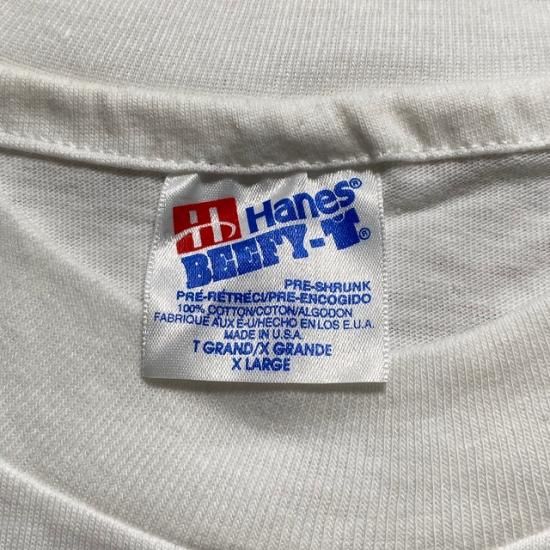 H Hanes®
BEEFY-T®
PRE-SHRUNK
PRÉ-RÉTRÉCI/PRE-ENCOGIDO
100% COTTON/COTON/ALGODON
FABRIQUE AUX E-U/HECHO EN LOS E.U.A.
MADE IN U.S.A.
T GRAND/X GRANDE
X LARGE